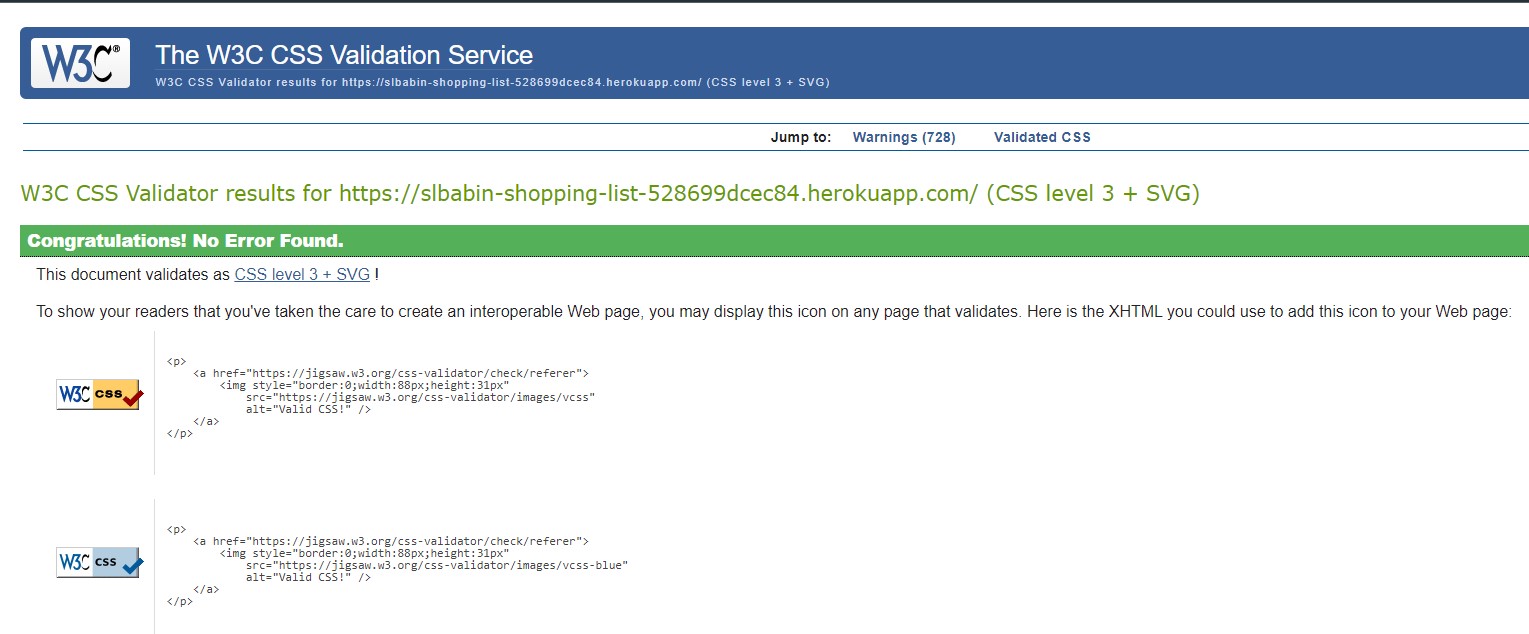 W3C®
The W3C CSS Validation Service
W3C CSS Validator results for https://slbabin-shopping-list-528699dcec84.herokuapp.com/ (CSS level 3 + SVG)
Jump to: Warnings (728) Validated CSS
W3C CSS Validator results for https://slbabin-shopping-list-528699dcec84.herokuapp.com/ (CSS level 3 + SVG)
Congratulations! No Error Found.
This document validates as CSS level 3 + SVG !
To show your readers that you've taken the care to create an interoperable Web page, you may display this icon on any page that validates. Here is the XHTML you could use to add this icon to your Web page:
W3C css
<p>
    <a href="https://jigsaw.w3.org/css-validator/check/referer">
        <img style="border:0;width:88px;height:31px"
            src="https://jigsaw.w3.org/css-validator/images/vcss"
            alt="Valid CSS!" />
    </a>
</p>
W3C css
<p>
    <a href="https://jigsaw.w3.org/css-validator/check/referer">
        <img style="border:0;width:88px;height:31px"
            src="https://jigsaw.w3.org/css-validator/images/vcss-blue"
            alt="Valid CSS!" />
    </a>
</p>